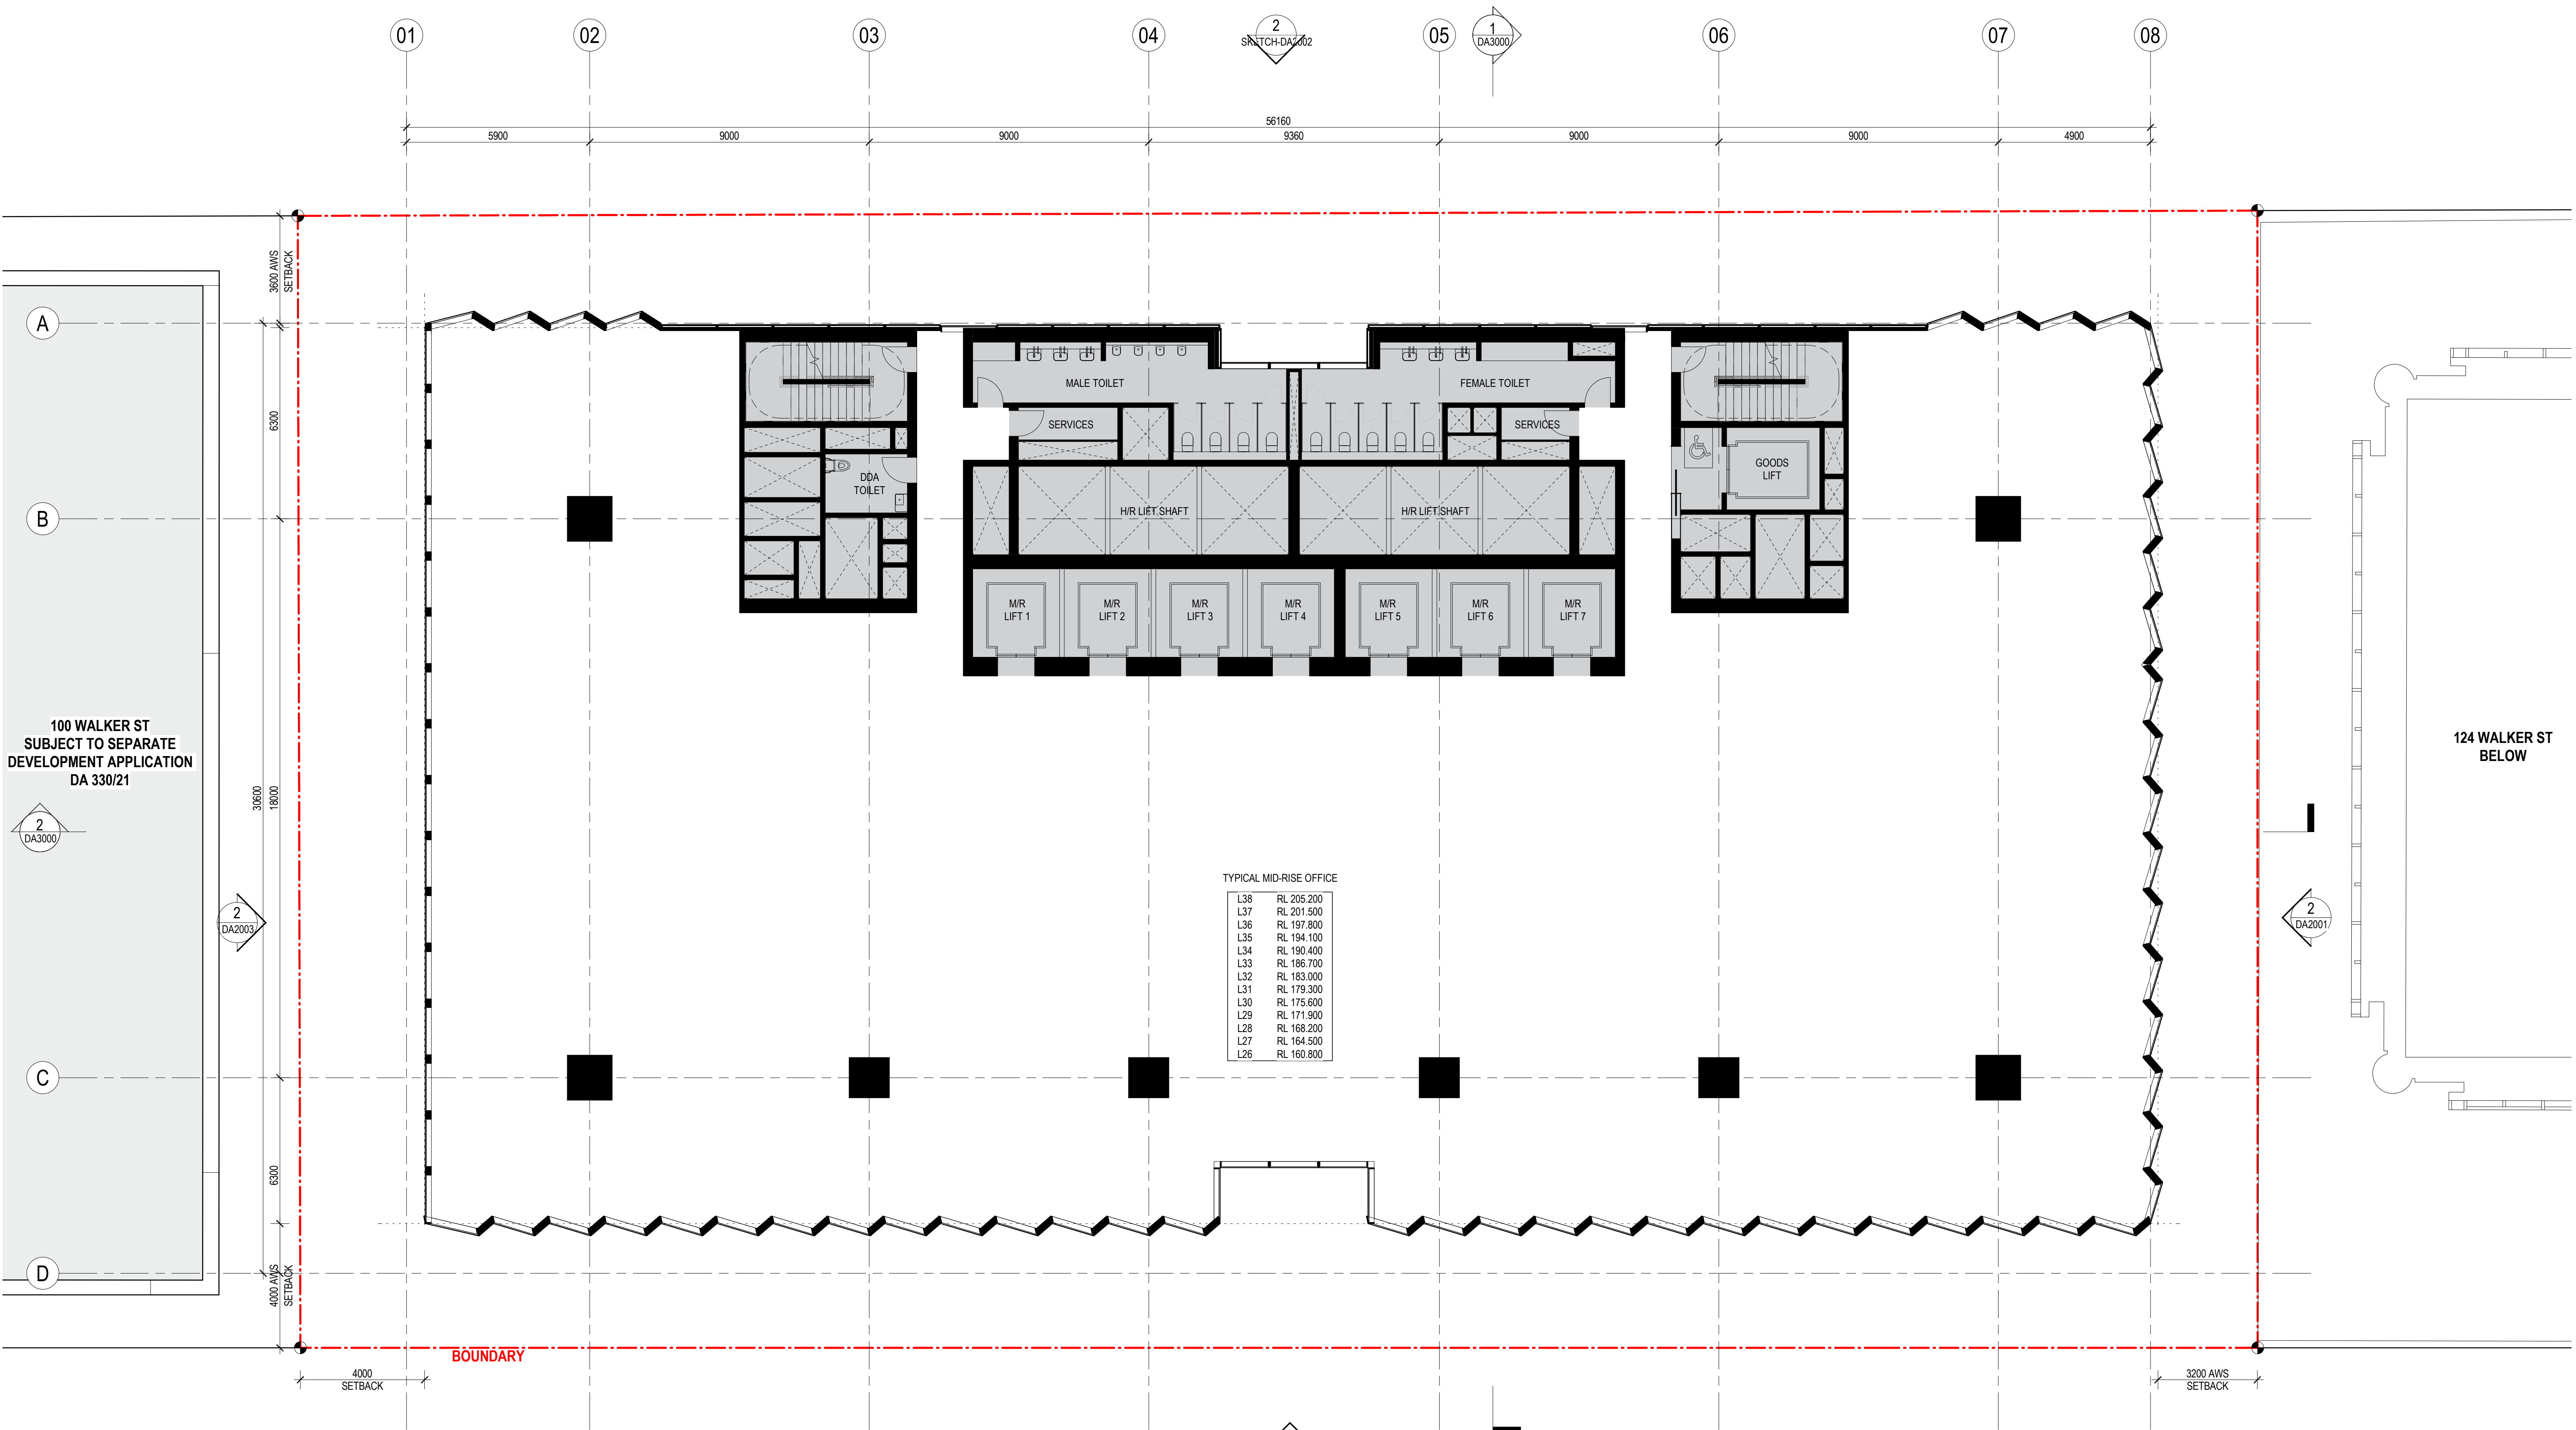 01
02
03
04
2
SKETCH-DA2002
05
1
DA3000
06
07
08
56160
5900
9000
9000
9360
9000
9000
4900
3600 AWS
SETBACK
A
6300
MALE TOILET
FEMALE TOILET
SERVICES
SERVICES
DDA
TOILET
GOODS
LIFT
B
H/R LIFT SHAFT
H/R LIFT SHAFT
M/R
LIFT 1
M/R
LIFT 2
M/R
LIFT 3
M/R
LIFT 4
M/R
LIFT 5
M/R
LIFT 6
M/R
LIFT 7
100 WALKER ST
SUBJECT TO SEPARATE
DEVELOPMENT APPLICATION
DA 330/21
124 WALKER ST
BELOW
30600
18000
2
DA3000
TYPICAL MID-RISE OFFICE
L38 RL 205.200
L37 RL 201.500
L36 RL 197.800
L35 RL 194.100
L34 RL 190.400
L33 RL 186.700
L32 RL 183.000
L31 RL 179.300
L30 RL 175.600
L29 RL 171.900
L28 RL 168.200
L27 RL 164.500
L26 RL 160.800
2
DA2003
2
DA2001
C
6300
D
4000 AWS
SETBACK
BOUNDARY
4000
SETBACK
3200 AWS
SETBACK